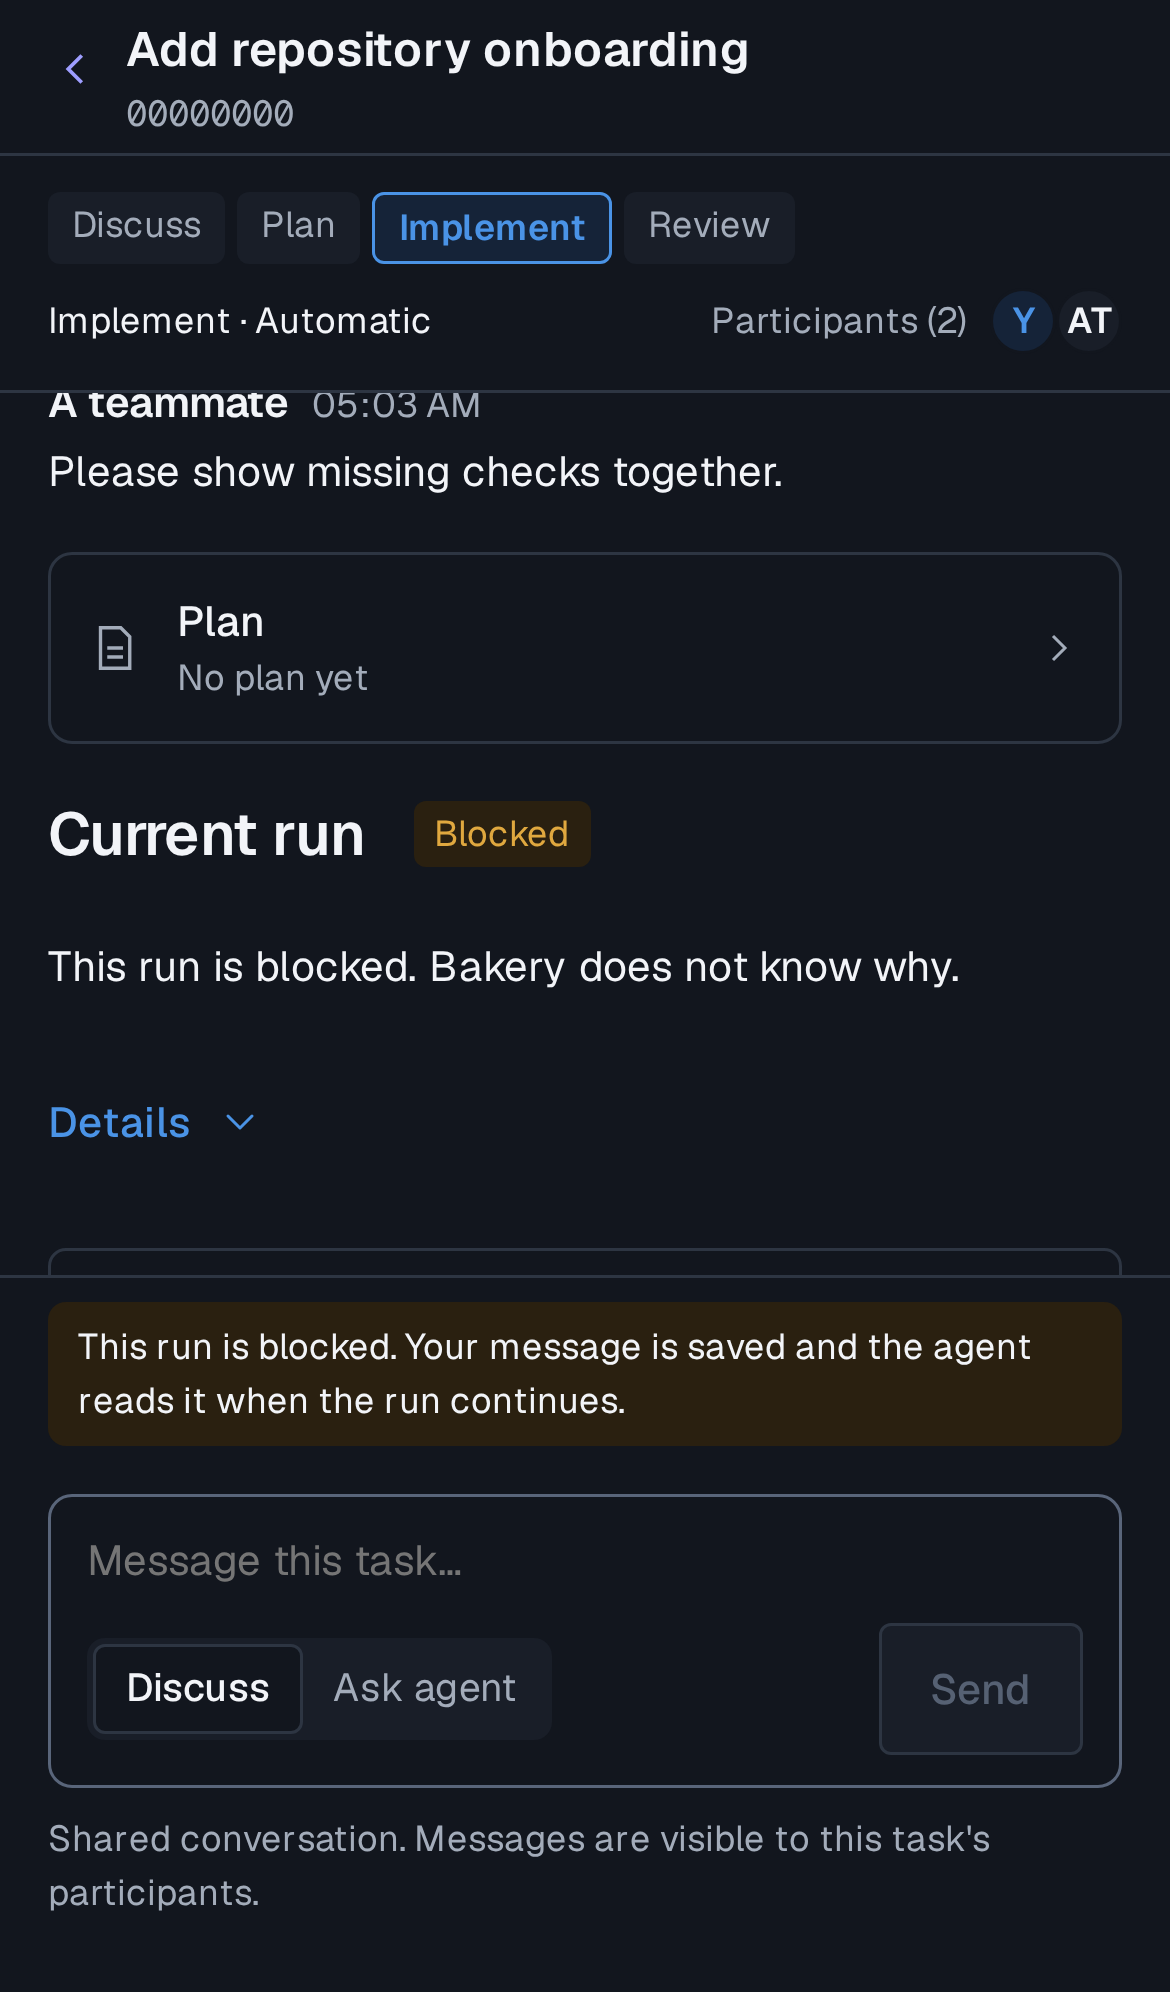 Add repository onboarding
00000000
Discuss Plan Implement Review
Implement · Automatic Participants (2) Y AT
A teammate 05:03 AM
Please show missing checks together.
Plan
No plan yet
Current run Blocked
This run is blocked. Bakery does not know why.
Details
This run is blocked. Your message is saved and the agent
reads it when the run continues.
Message this task…
Discuss Ask agent Send
Shared conversation. Messages are visible to this task's
participants.